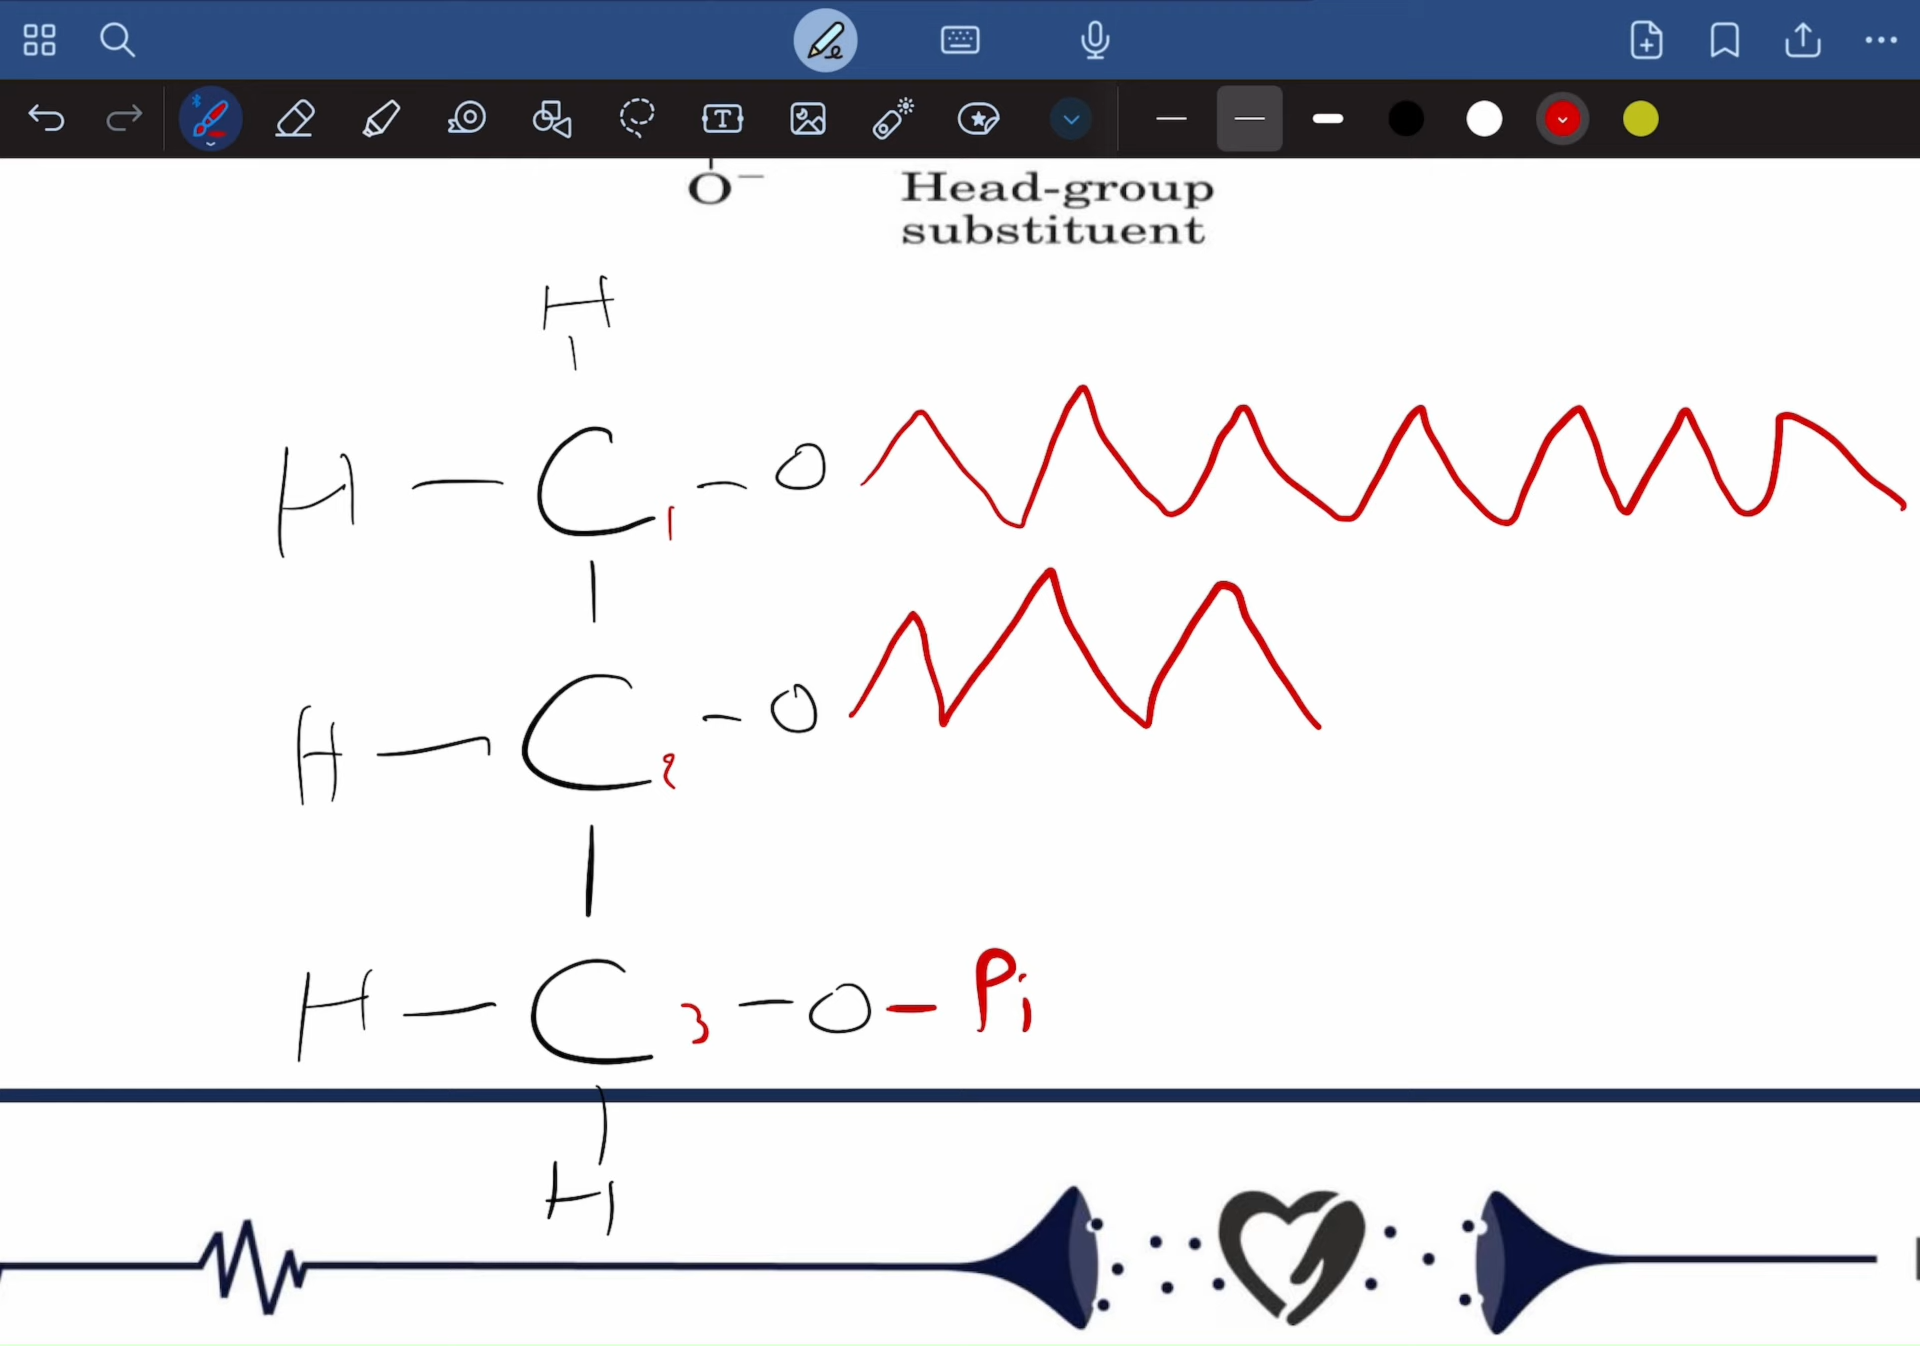 O⁻
Head-group
substituent
H
H — C₁ - O
H — C₂ - O
H — C₃ - O - Pi
H